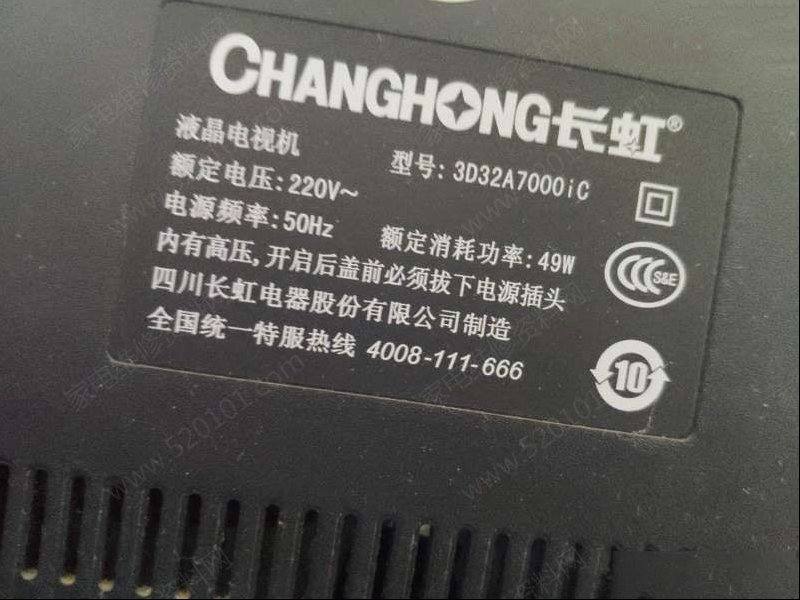 CHANGHONG长虹®
液晶电视机
型号: 3D32A7000iC
额定电压: 220V~
电源频率: 50Hz
额定消耗功率: 49W
内有高压,开启后盖前必须拔下电源插头
四川长虹电器股份有限公司制造
全国统一特服热线 4008-111-666
S&E
10
www.520101.com